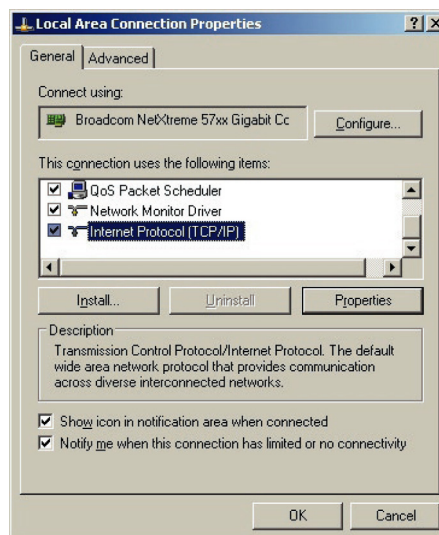 Local Area Connection Properties
General Advanced
Connect using:
Broadcom NetXtreme 57xx Gigabit Cc
Configure...
This connection uses the following items:
QoS Packet Scheduler
Network Monitor Driver
Internet Protocol (TCP/IP)
Install... Uninstall Properties
Description
Transmission Control Protocol/Internet Protocol. The default
wide area network protocol that provides communication
across diverse interconnected networks.
Show icon in notification area when connected
Notify me when this connection has limited or no connectivity
OK Cancel